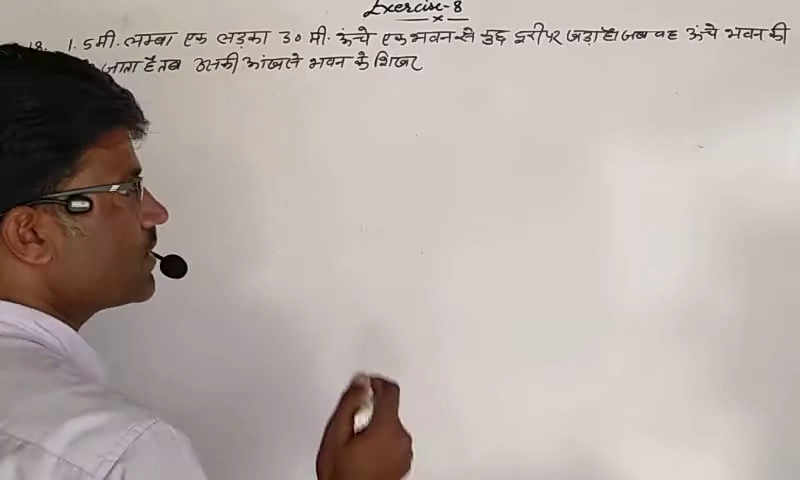 Exercise-8
18. 1.5 मी. लम्बा एक लड़का 30 मी. ऊंचे एक भवन से कुछ दूरी पर खड़ा है। जब वह ऊंचे भवन की
जाता है तब उसकी आंख से भवन के शिखर